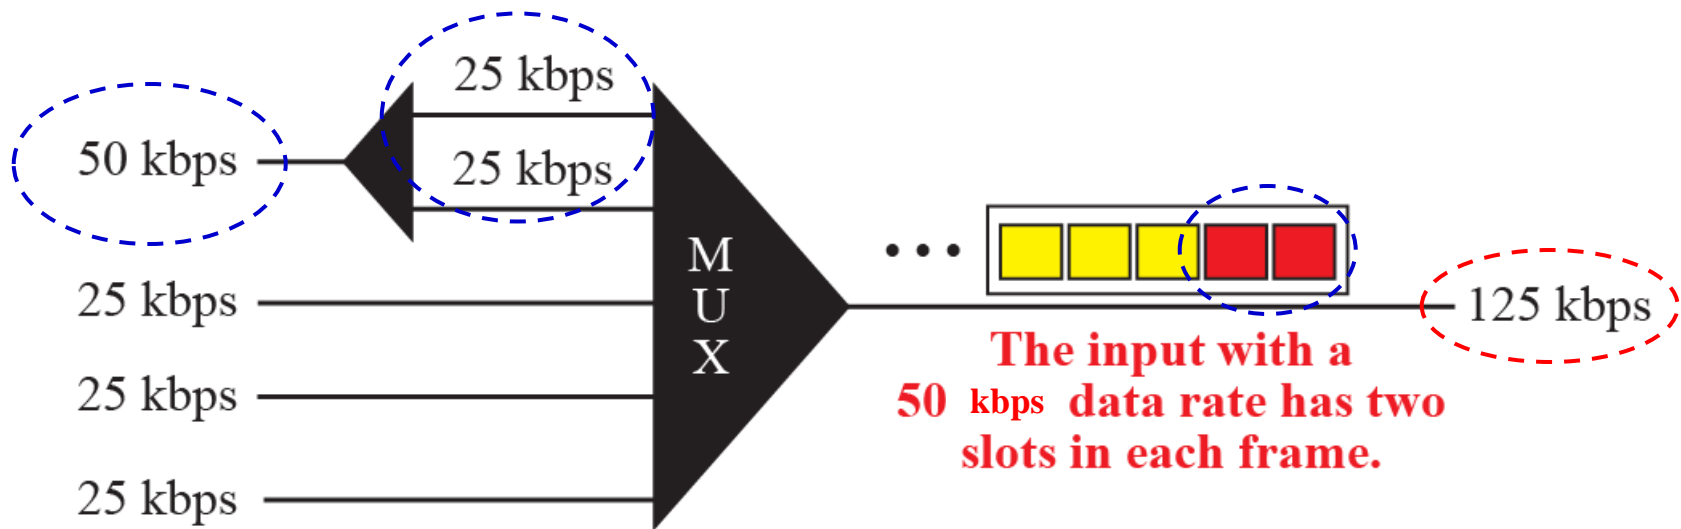 25 kbps
50 kbps
25 kbps
M
U
X
25 kbps
25 kbps
25 kbps
125 kbps
The input with a
50 kbps data rate has two
slots in each frame.